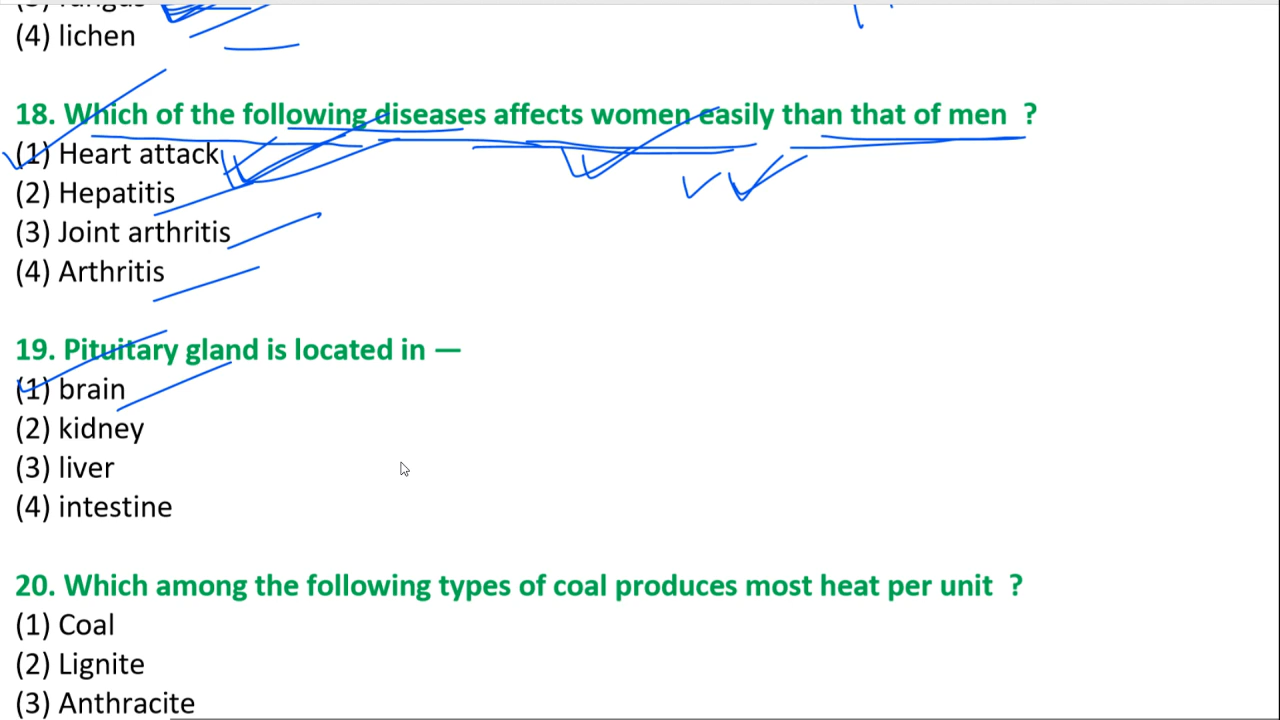 (4) lichen
18. Which of the following diseases affects women easily than that of men ?
(1) Heart attack
(2) Hepatitis
(3) Joint arthritis
(4) Arthritis
19. Pituitary gland is located in —
(1) brain
(2) kidney
(3) liver
(4) intestine
20. Which among the following types of coal produces most heat per unit ?
(1) Coal
(2) Lignite
(3) Anthracite